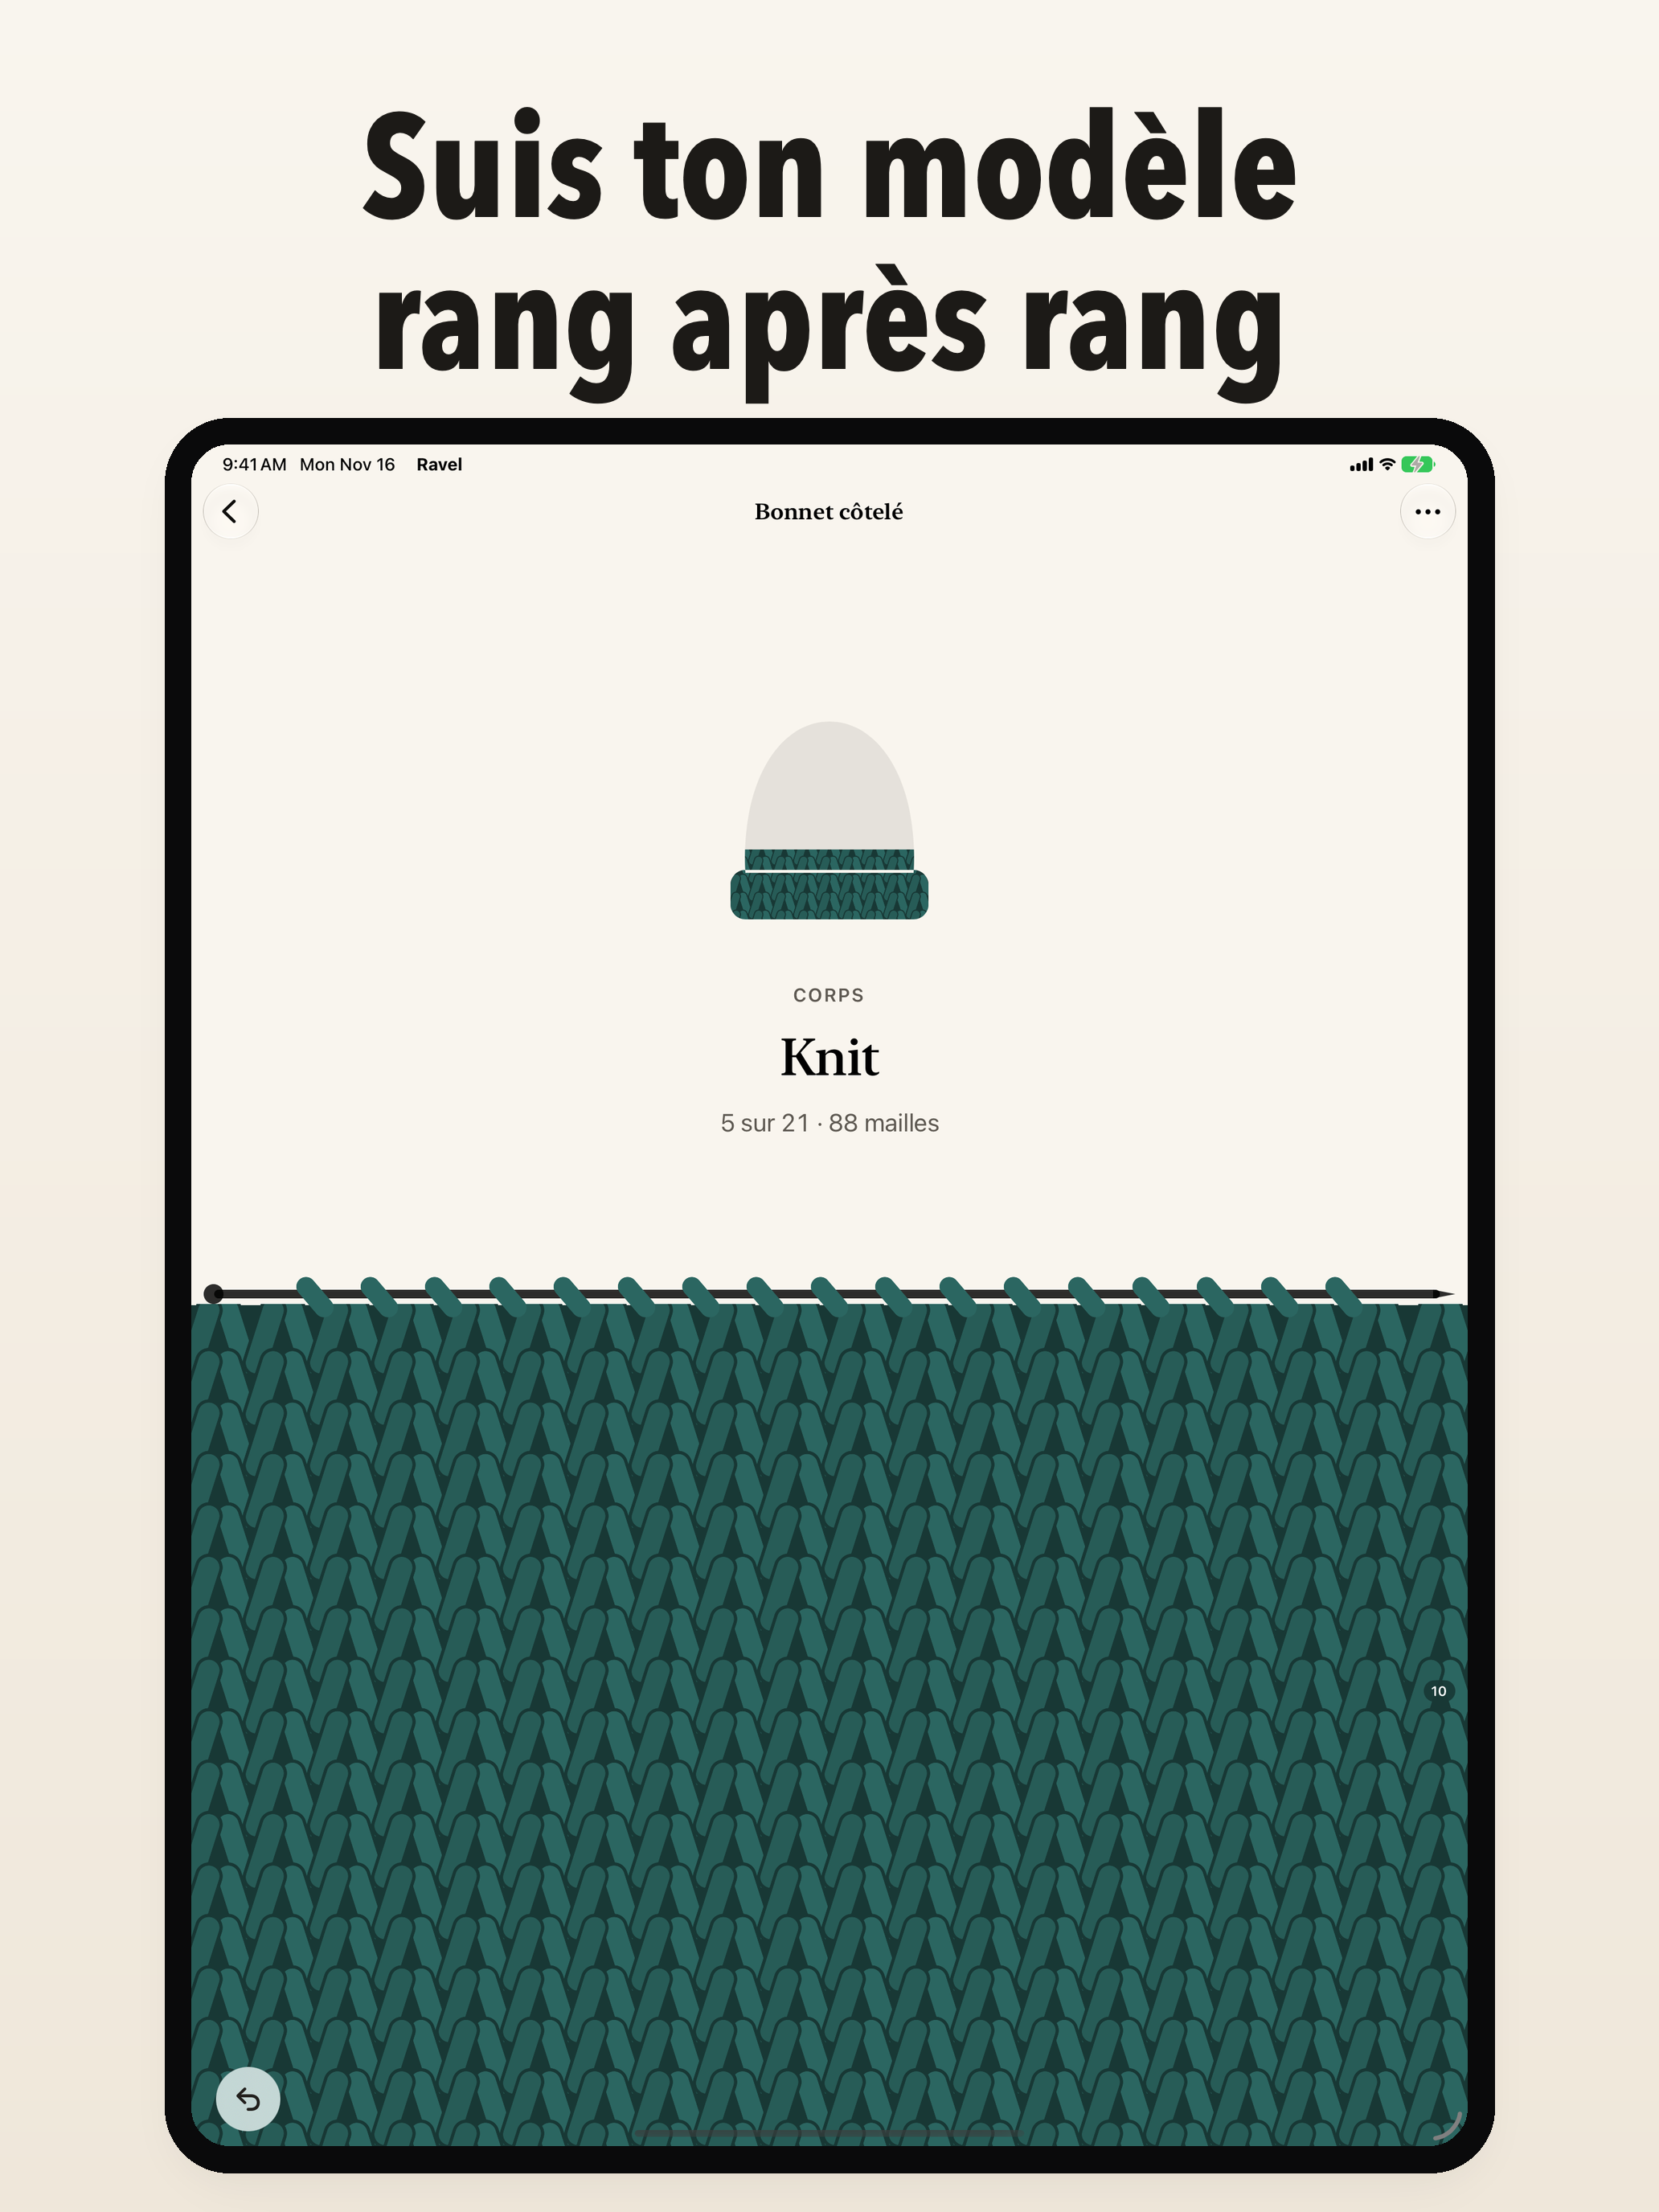 Suis ton modèle
rang après rang
9:41 AM Mon Nov 16 Ravel
Bonnet côtelé
CORPS
Knit
5 sur 21 · 88 mailles
10